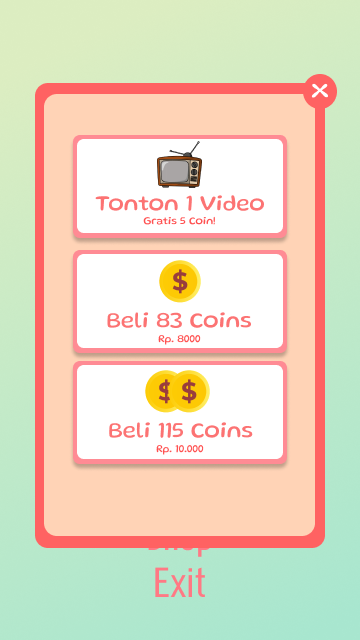 Tonton 1 Video
Gratis 5 Coin!
$
Beli 83 Coins
Rp. 8000
$ $
Beli 115 Coins
Rp. 10.000
Exit